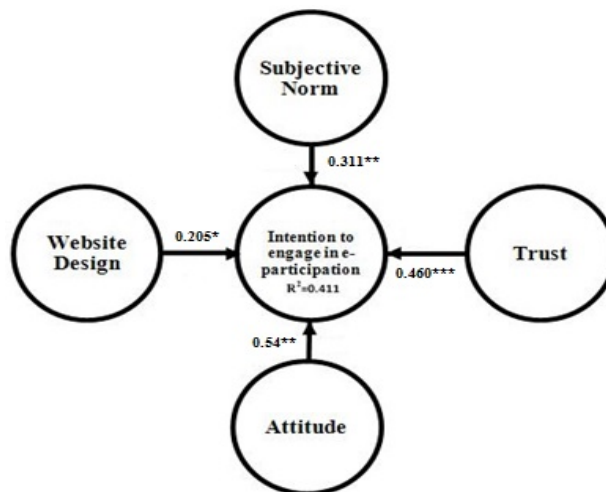 Subjective
Norm
0.311**
Website
Design
0.205*
Intention to
engage in e-
participation
R²=0.411
0.460***
Trust
0.54**
Attitude